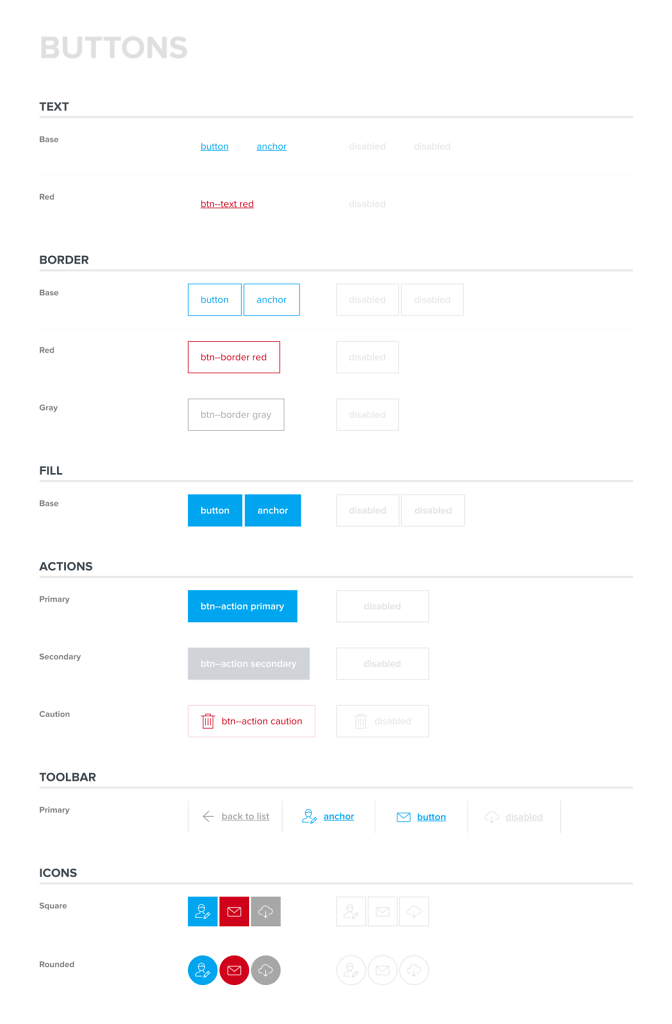 BUTTONS
TEXT
Base
button anchor disabled disabled
Red
btn--text red disabled
BORDER
Base
button anchor disabled disabled
Red
btn--border red disabled
Gray
btn--border gray disabled
FILL
Base
button anchor disabled disabled
ACTIONS
Primary
btn--action primary disabled
Secondary
btn--action secondary disabled
Caution
btn--action caution disabled
TOOLBAR
Primary
back to list anchor button disabled
ICONS
Square
Rounded